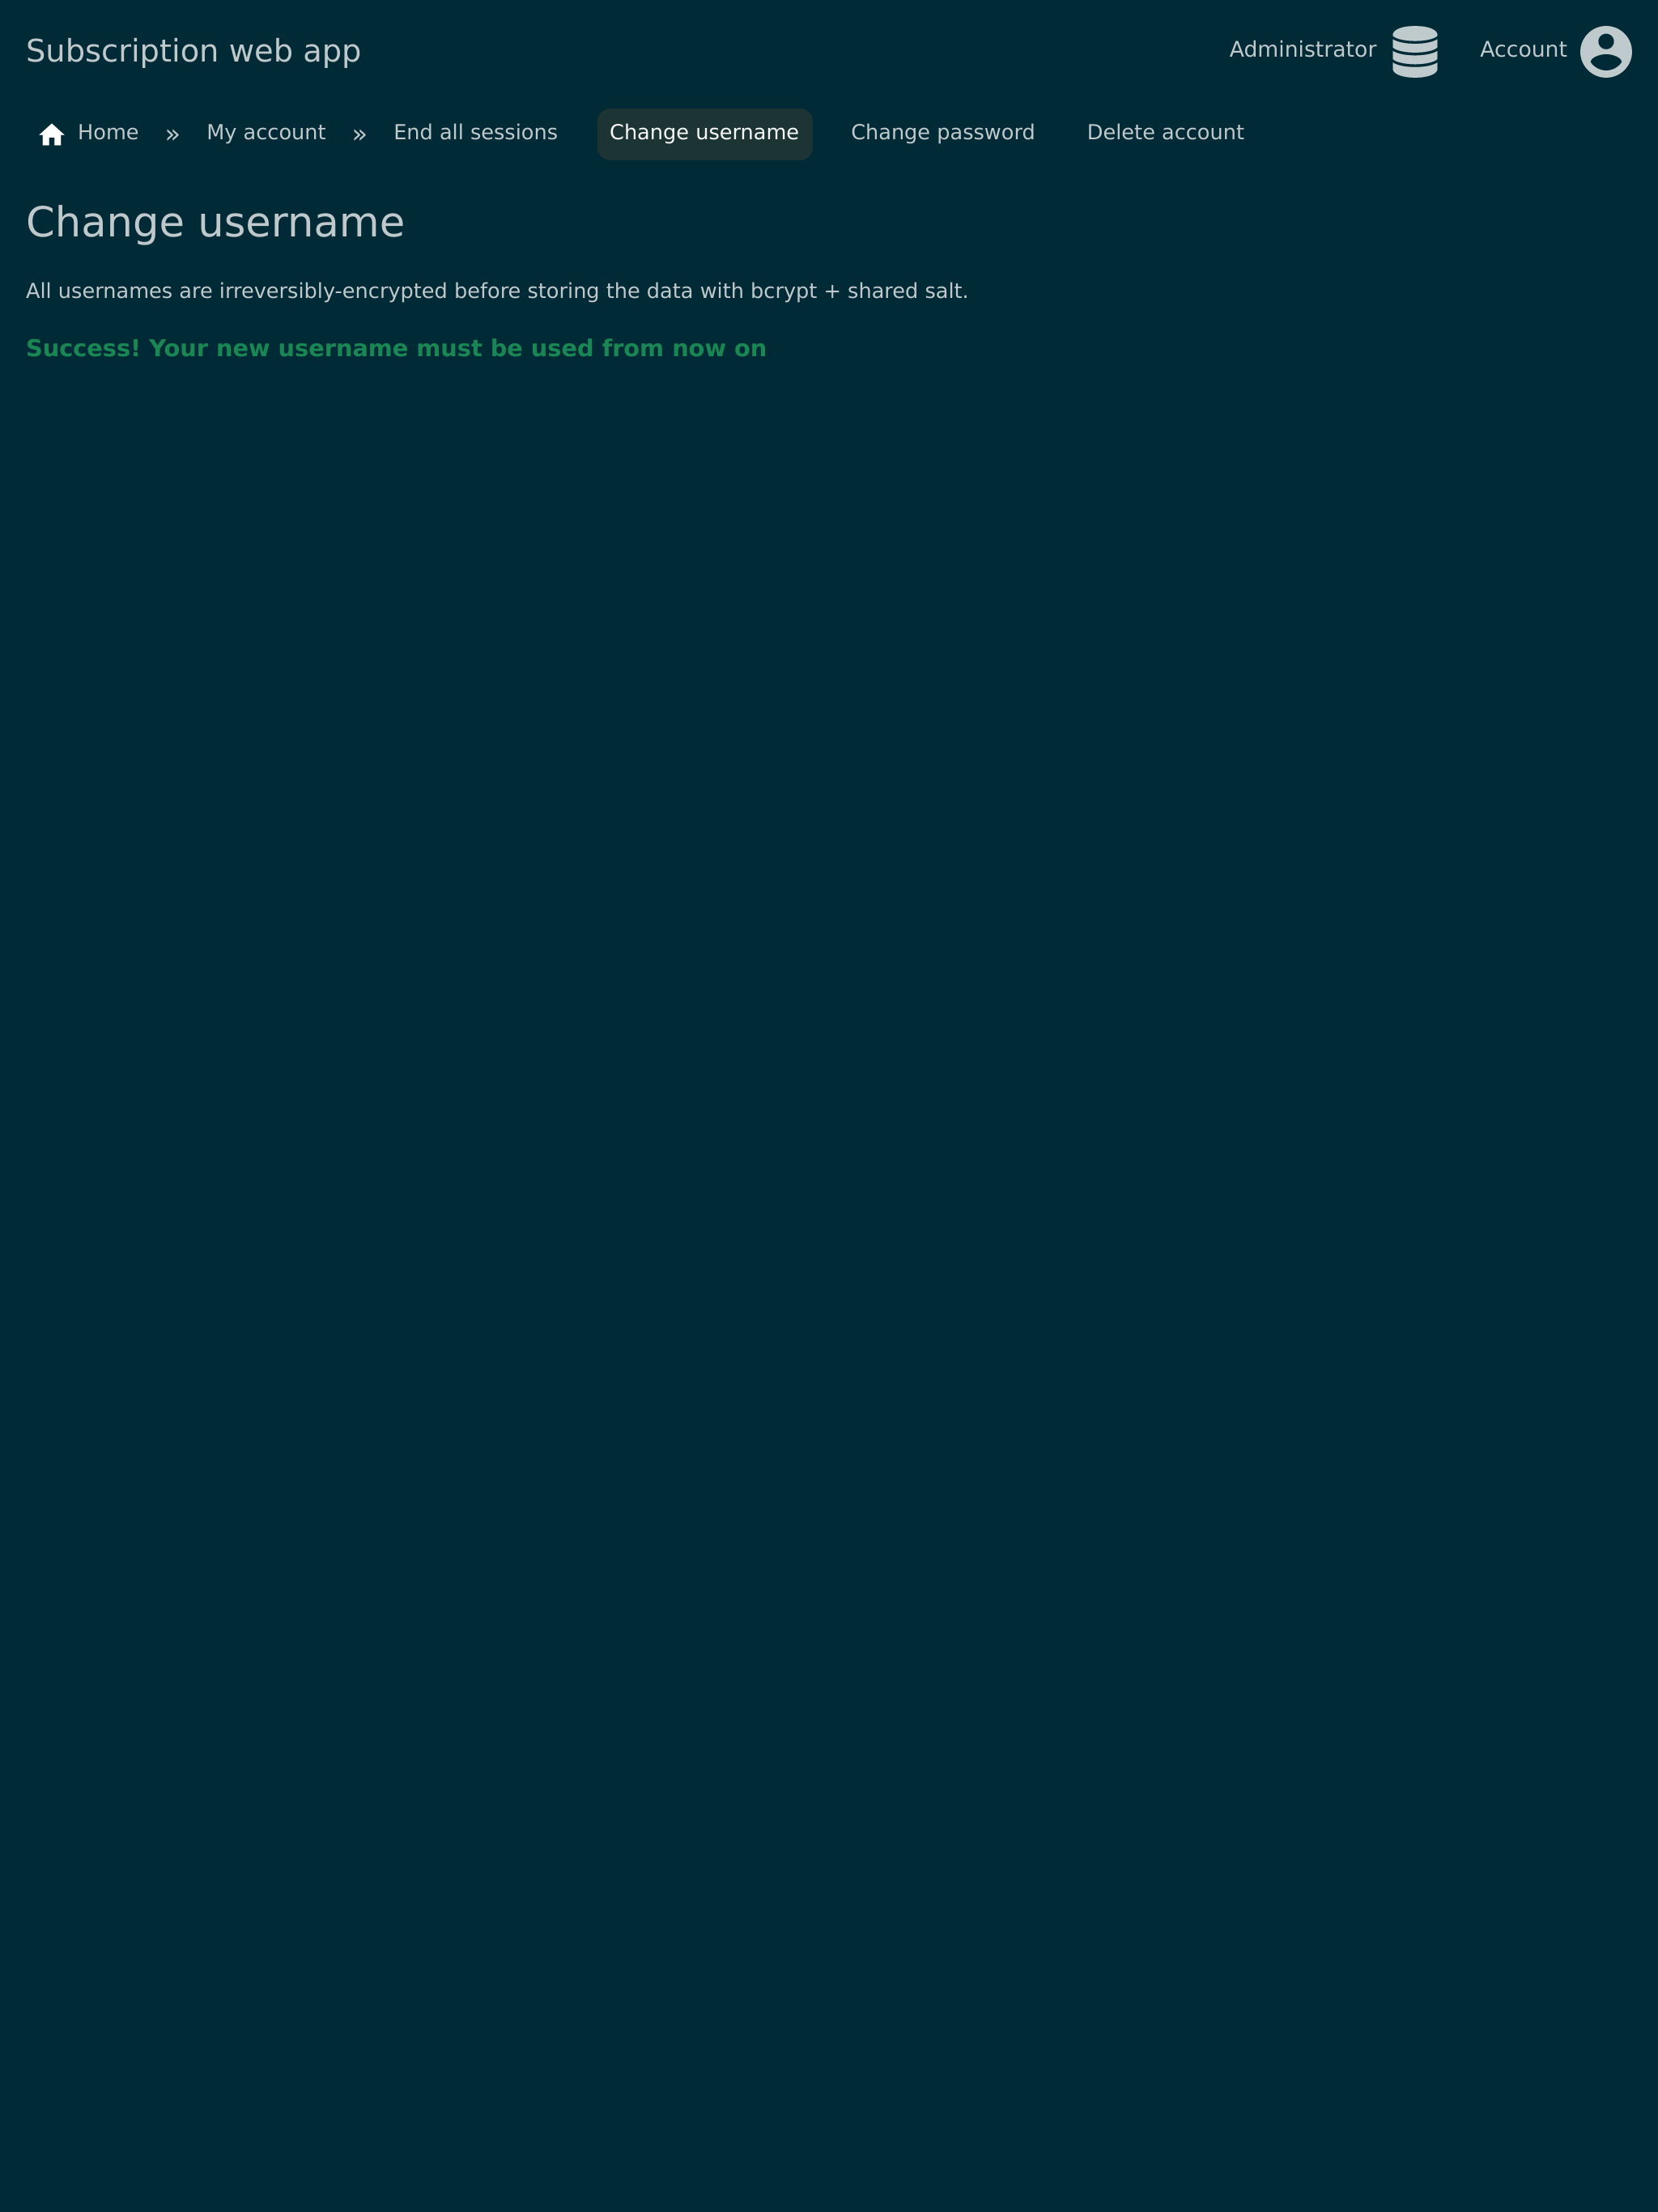 Subscription web app
Administrator
Account
Home » My account » End all sessions Change username Change password Delete account
Change username
All usernames are irreversibly-encrypted before storing the data with bcrypt + shared salt.
Success! Your new username must be used from now on